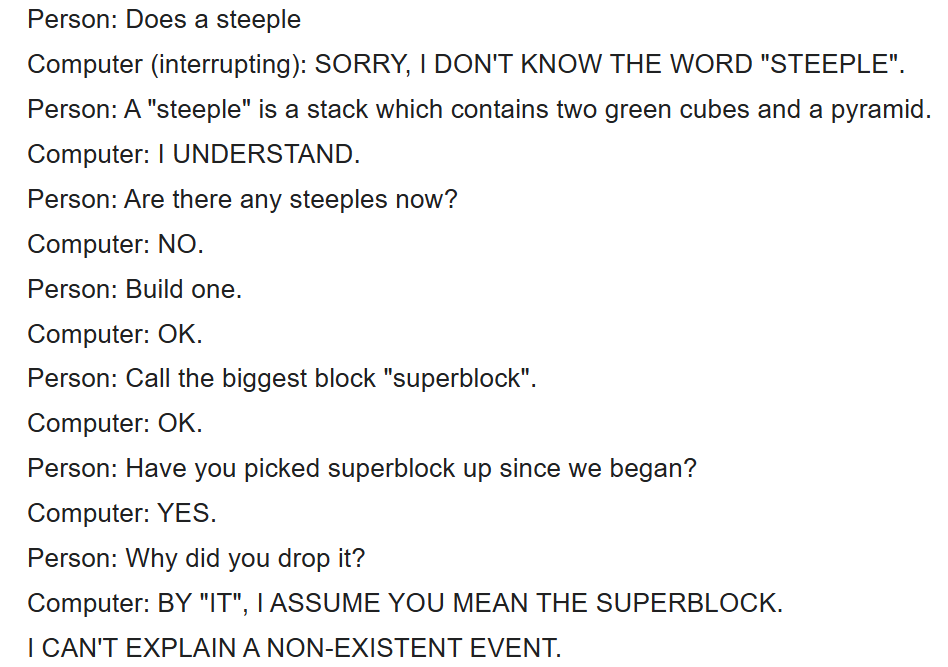 Person: Does a steeple
Computer (interrupting): SORRY, I DON'T KNOW THE WORD "STEEPLE".
Person: A "steeple" is a stack which contains two green cubes and a pyramid.
Computer: I UNDERSTAND.
Person: Are there any steeples now?
Computer: NO.
Person: Build one.
Computer: OK.
Person: Call the biggest block "superblock".
Computer: OK.
Person: Have you picked superblock up since we began?
Computer: YES.
Person: Why did you drop it?
Computer: BY "IT", I ASSUME YOU MEAN THE SUPERBLOCK.
I CAN'T EXPLAIN A NON-EXISTENT EVENT.